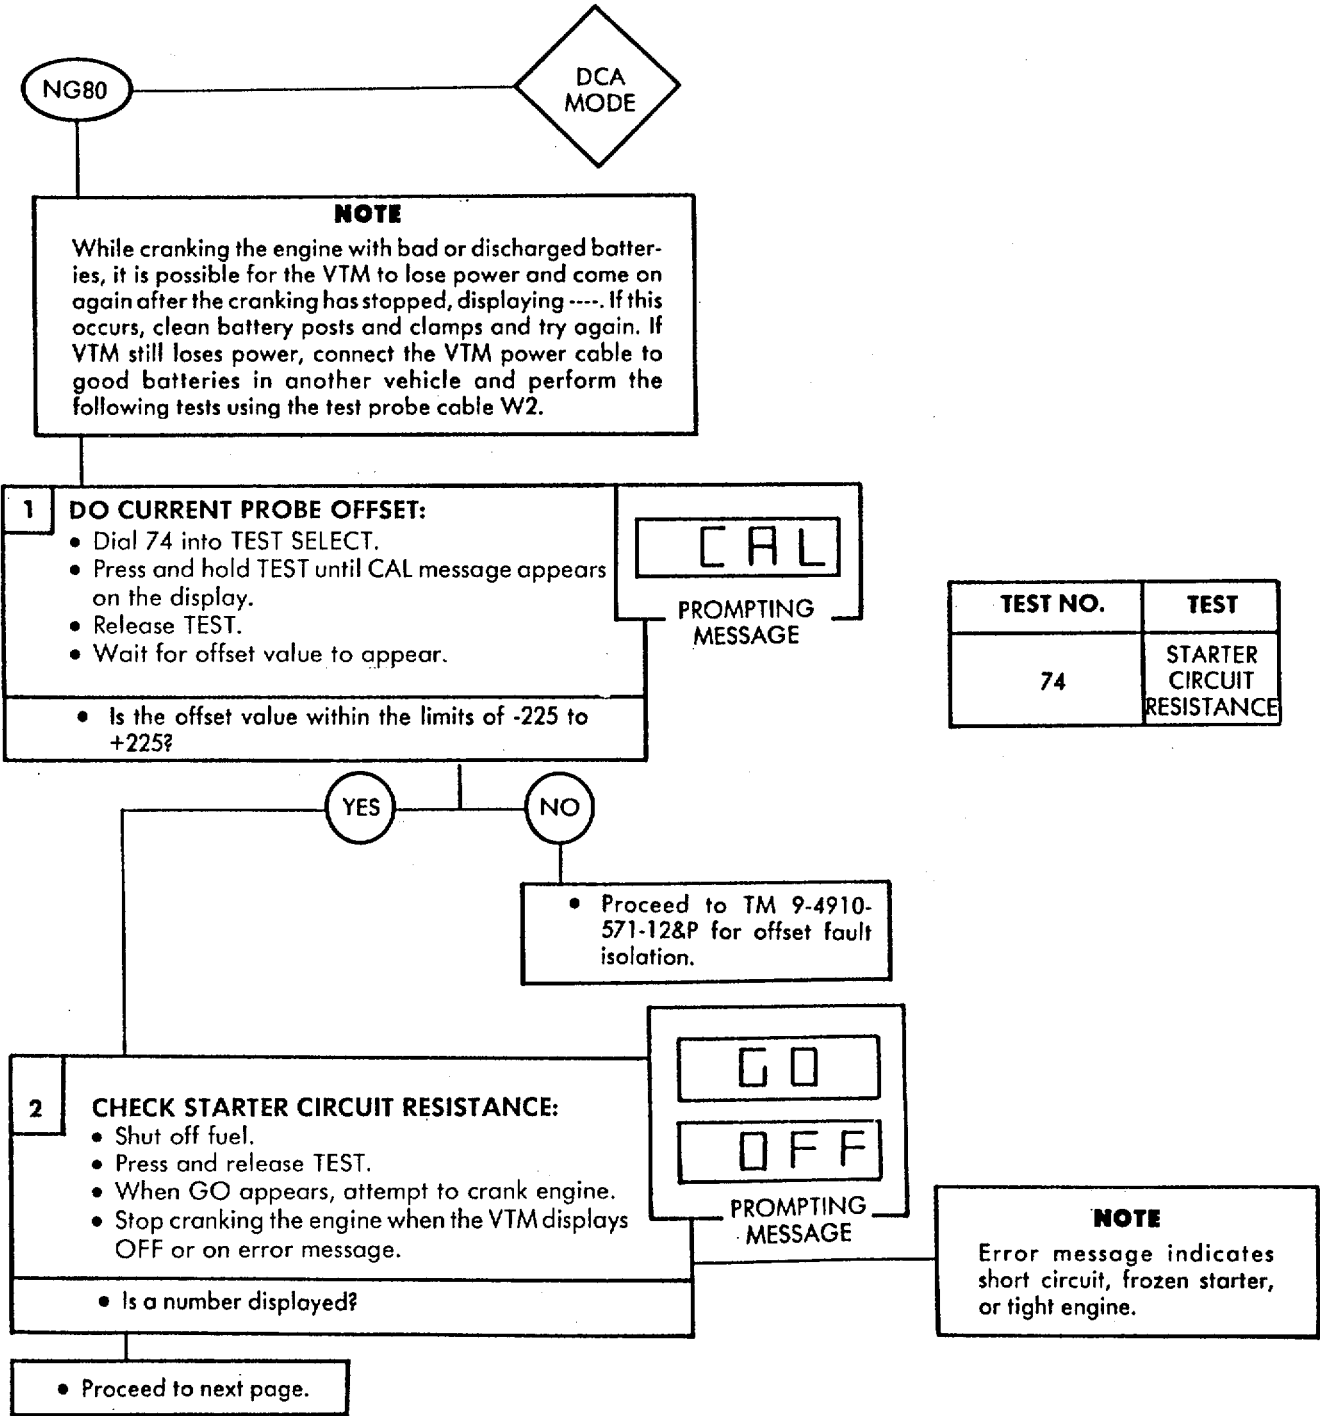 NG80
DCA
MODE
NOTE
While cranking the engine with bad or discharged batter-
ies, it is possible for the VTM to lose power and come on
again after the cranking has stopped, displaying ----. If this
occurs, clean battery posts and clamps and try again. If
VTM still loses power, connect the VTM power cable to
good batteries in another vehicle and perform the
following tests using the test probe cable W2.
1 DO CURRENT PROBE OFFSET:
• Dial 74 into TEST SELECT.
• Press and hold TEST until CAL message appears
on the display.
• Release TEST.
• Wait for offset value to appear.
CAL
PROMPTING
MESSAGE
TEST NO. TEST
74 STARTER
CIRCUIT
RESISTANCE
• Is the offset value within the limits of -225 to
+225?
YES NO
• Proceed to TM 9-4910-
571-12&P for offset fault
isolation.
2 CHECK STARTER CIRCUIT RESISTANCE:
• Shut off fuel.
• Press and release TEST.
• When GO appears, attempt to crank engine.
• Stop cranking the engine when the VTM displays
OFF or on error message.
GO
OFF
PROMPTING
MESSAGE
NOTE
Error message indicates
short circuit, frozen starter,
or tight engine.
• Is a number displayed?
• Proceed to next page.